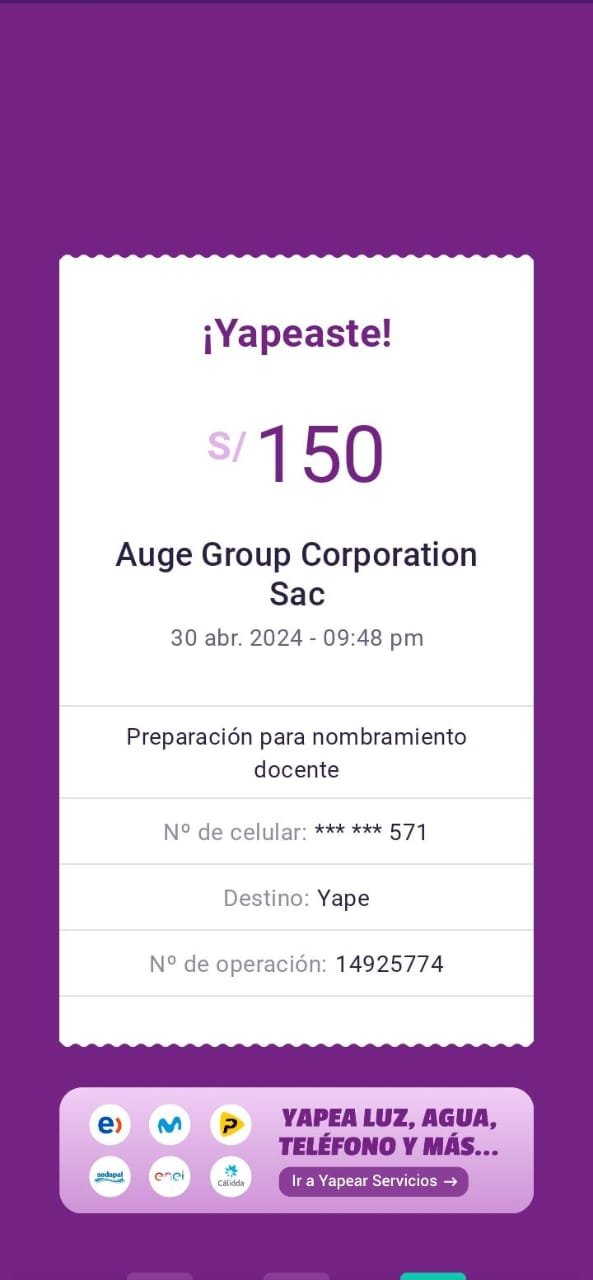 ¡Yapeaste!
S/ 150
Auge Group Corporation
Sac
30 abr. 2024 - 09:48 pm
Preparación para nombramiento
docente
Nº de celular: *** *** 571
Destino: Yape
Nº de operación: 14925774
e)
P
sedapal
enel
Cálidda
YAPEA LUZ, AGUA,
TELÉFONO Y MÁS...
Ir a Yapear Servicios →